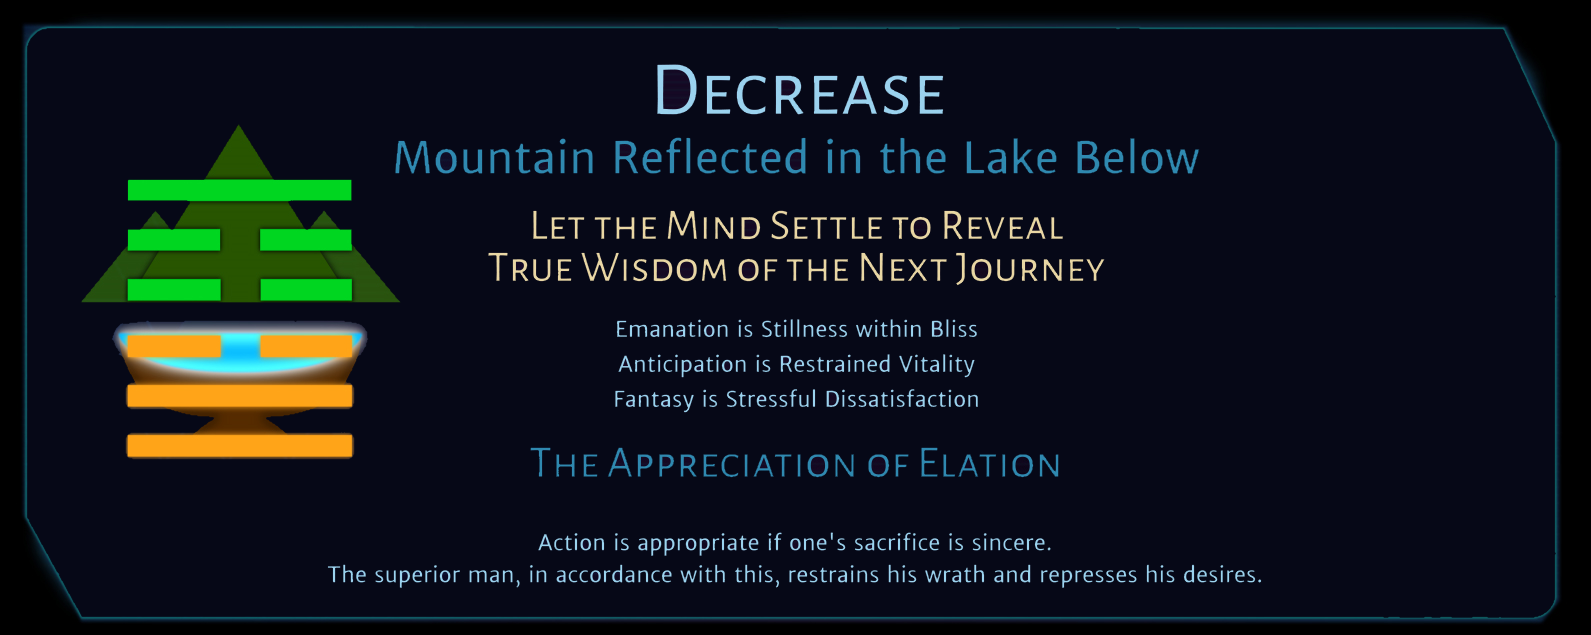 Decrease
Mountain Reflected in the Lake Below
Let the Mind Settle to Reveal
True Wisdom of the Next Journey
Emanation is Stillness within Bliss
Anticipation is Restrained Vitality
Fantasy is Stressful Dissatisfaction
The Appreciation of Elation
Action is appropriate if one's sacrifice is sincere.
The superior man, in accordance with this, restrains his wrath and represses his desires.